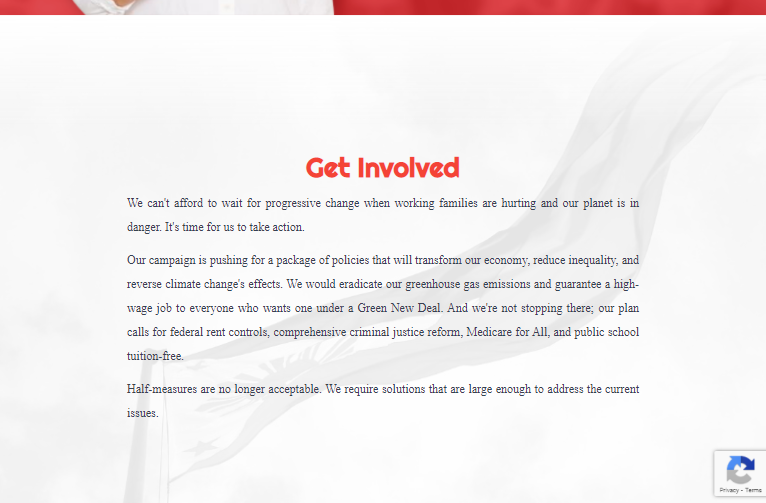 Get Involved
We can't afford to wait for progressive change when working families are hurting and our planet is in
danger. It's time for us to take action.
Our campaign is pushing for a package of policies that will transform our economy, reduce inequality, and
reverse climate change's effects. We would eradicate our greenhouse gas emissions and guarantee a high-
wage job to everyone who wants one under a Green New Deal. And we're not stopping there; our plan
calls for federal rent controls, comprehensive criminal justice reform, Medicare for All, and public school
tuition-free.
Half-measures are no longer acceptable. We require solutions that are large enough to address the current
issues.
Privacy - Terms